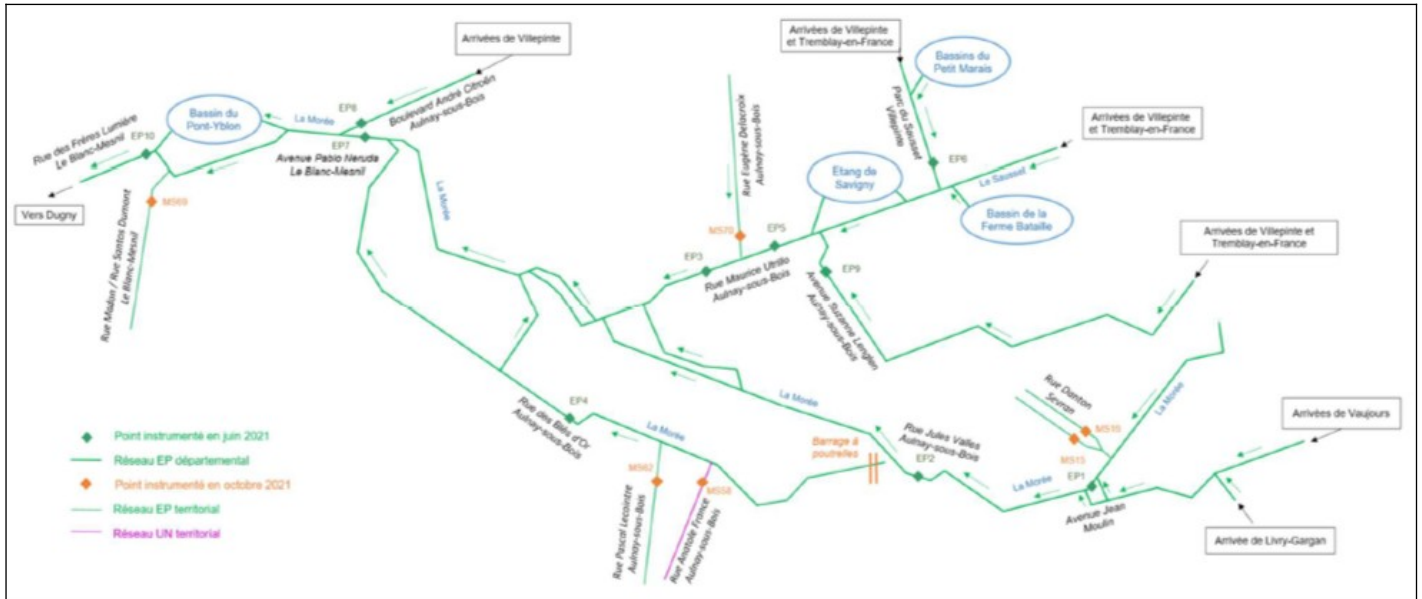 Arrivées de Villepinte
Arrivées de Villepinte
et Tremblay-en-France
Bassins du
Petit Marais
Bassin du
Pont-Yblon
La Morée
EP8
Boulevard André Citroën
Aulnay-sous-Bois
Rue des Frères Lumière
Le Blanc-Mesnil
EP10
EP7
Avenue Pablo Neruda
Le Blanc-Mesnil
Vers Dugny
MS69
Rue Madon / Rue Santos Dumont
Le Blanc-Mesnil
La Morée
Rue Eugène Delacroix
Aulnay-sous-Bois
Parc du Sausset
Villepinte
Arrivées de Villepinte
et Tremblay-en-France
EP6
Le Sausset
Etang de
Savigny
Bassin de la
Ferme Bataille
MS70
EP5
EP3
Rue Maurice Utrillo
Aulnay-sous-Bois
EP9
Avenue Suzanne Lenglen
Aulnay-sous-Bois
Arrivées de Villepinte et
Tremblay-en-France
Rue Danton
Sevran
MS19
MS15
La Morée
Arrivées de Vaujours
La Morée
EP4
Rue des Blés d'Or
Aulnay-sous-Bois
La Morée
Barrage à
poutrelles
Rue Jules Valles
Aulnay-sous-Bois
EP2
La Morée
EP1
Avenue Jean
Moulin
Arrivée de Livry-Gargan
MS62
MS58
Rue Pascal Lecointre
Aulnay-sous-Bois
Rue Anatole France
Aulnay-sous-Bois
Point instrumenté en juin 2021
Réseau EP départemental
Point instrumenté en octobre 2021
Réseau EP territorial
Réseau UN territorial